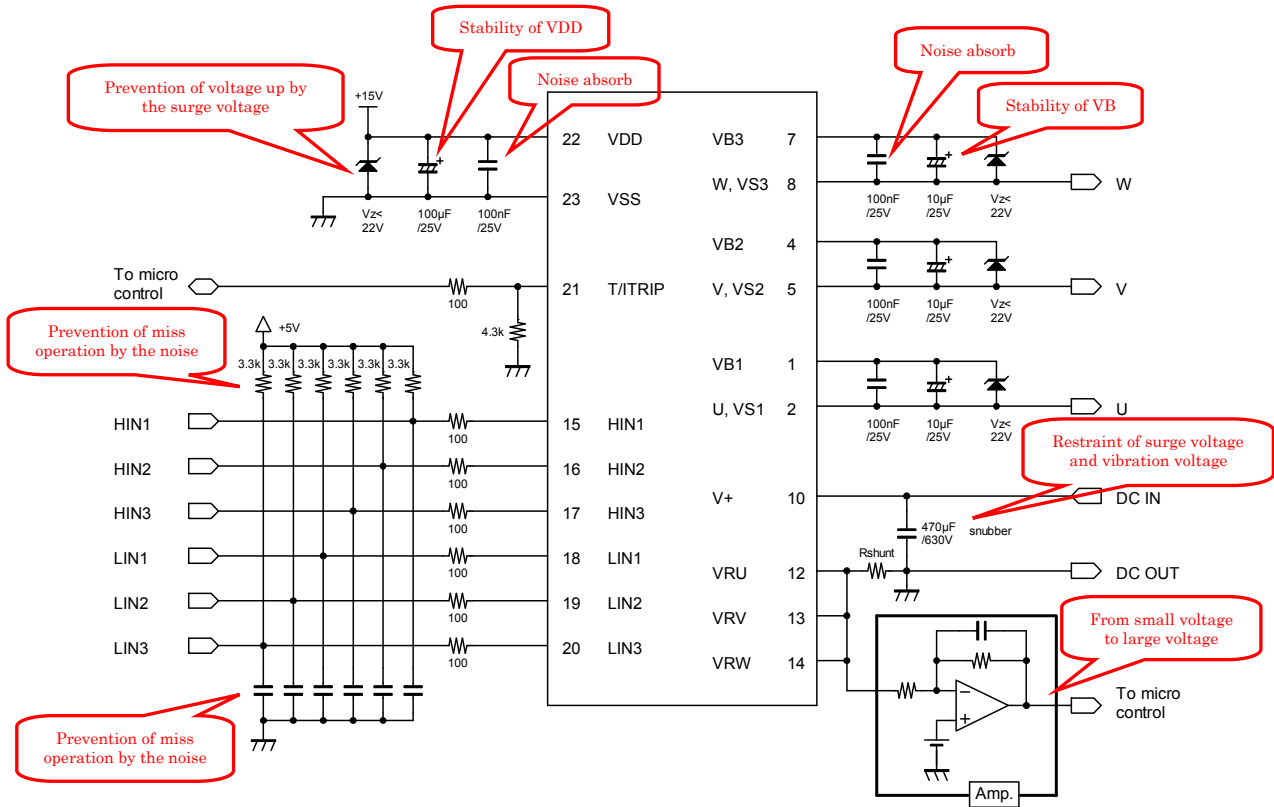 Stability of VDD
Noise absorb
Prevention of voltage up by
the surge voltage
Noise absorb
Stability of VB
+15V
22 VDD
23 VSS
+
Vz<
22V
100µF
/25V
100nF
/25V
VB3 7
W, VS3 8
+
W
100nF
/25V
10µF
/25V
Vz<
22V
VB2 4
V, VS2 5
+
V
100nF
/25V
10µF
/25V
Vz<
22V
To micro
control
100
21 T/ITRIP
4.3k
Prevention of miss
operation by the noise
+5V
3.3k 3.3k 3.3k 3.3k 3.3k
VB1 1
U, VS1 2
+
U
100nF
/25V
10µF
/25V
Vz<
22V
Restraint of surge voltage
and vibration voltage
HIN1
100
15 HIN1
HIN2
100
16 HIN2
HIN3
100
17 HIN3
LIN1
100
18 LIN1
LIN2
100
19 LIN2
LIN3
100
20 LIN3
V+ 10
DC IN
470µF
/630V
snubber
Rshunt
VRU 12
DC OUT
VRV 13
VRW 14
From small voltage
to large voltage
−
+
To micro
control
Amp.
Prevention of miss
operation by the noise